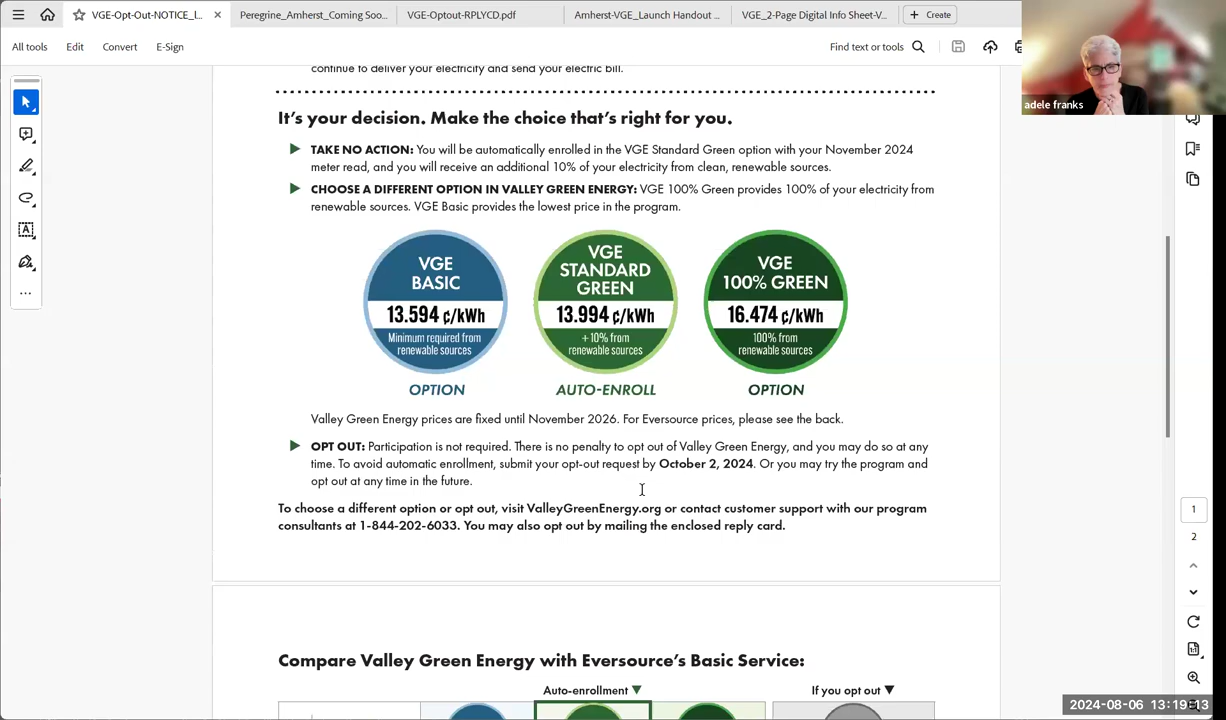 VGE-Opt-Out-NOTICE_l...
Peregrine_Amherst_Coming Soo...
VGE-Optout-RPLYCD.pdf
Amherst-VGE_Launch Handout ...
VGE_2-Page Digital Info Sheet-V...
Create
All tools
Edit
Convert
E-Sign
Find text or tools
adele franks
continue to deliver your electricity and send your electric bill.
It's your decision. Make the choice that's right for you.
TAKE NO ACTION: You will be automatically enrolled in the VGE Standard Green option with your November 2024
meter read, and you will receive an additional 10% of your electricity from clean, renewable sources.
CHOOSE A DIFFERENT OPTION IN VALLEY GREEN ENERGY: VGE 100% Green provides 100% of your electricity from
renewable sources. VGE Basic provides the lowest price in the program.
VGE
BASIC
13.594 ¢/kWh
Minimum required from
renewable sources
OPTION
VGE
STANDARD
GREEN
13.994 ¢/kWh
+10% from
renewable sources
AUTO-ENROLL
VGE
100% GREEN
16.474 ¢/kWh
100% from
renewable sources
OPTION
Valley Green Energy prices are fixed until November 2026. For Eversource prices, please see the back.
OPT OUT: Participation is not required. There is no penalty to opt out of Valley Green Energy, and you may do so at any
time. To avoid automatic enrollment, submit your opt-out request by October 2, 2024. Or you may try the program and
opt out at any time in the future.
To choose a different option or opt out, visit ValleyGreenEnergy.org or contact customer support with our program
consultants at 1-844-202-6033. You may also opt out by mailing the enclosed reply card.
1
2
Compare Valley Green Energy with Eversource's Basic Service:
Auto-enrollment
If you opt out